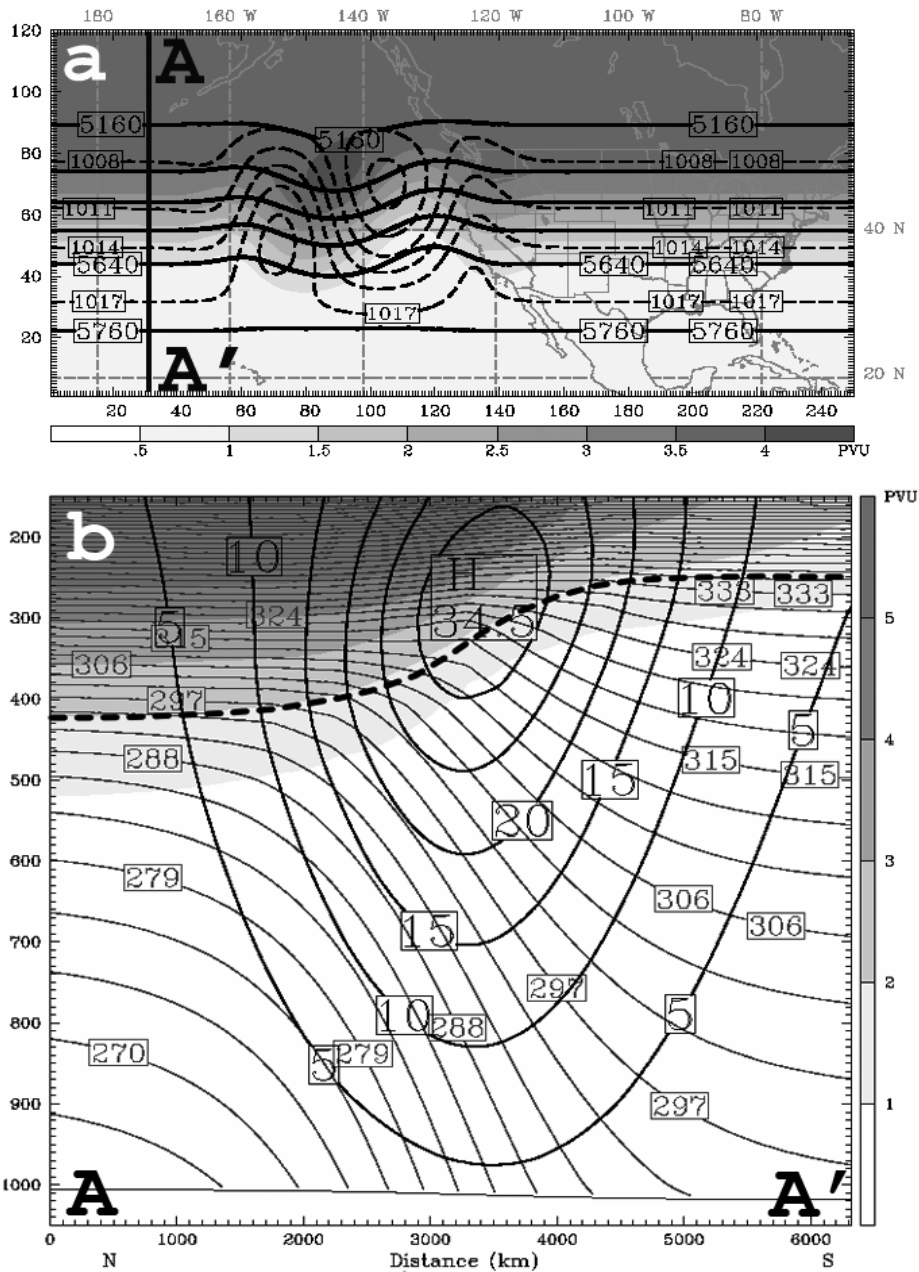 180 160 W 140 W 120 W 100 W 80 W
120
a A
100
5160 5160 5160
80
1008 1008 1008
1011 1011 1011
60
40 N
1014 1014 1014
5640 5640 5640
40
1017 1017 1017 1017
5760 5760 5760
20
A' 20 N
20 40 60 80 100 120 140 160 180 200 220 240
.5 1 1.5 2 2.5 3 3.5 4 PVU
PVU
b
200
10
H
34.5
333 333
300
5 315 324
5
306
324 324
400
297
10
5
4
288
315 315
500
15
20
600
279
3
306 306
700
15
2
297
800
10 288
5
270
279
5
900
297
1
1000
A A'
0 1000 2000 3000 4000 5000 6000
N Distance (km) S